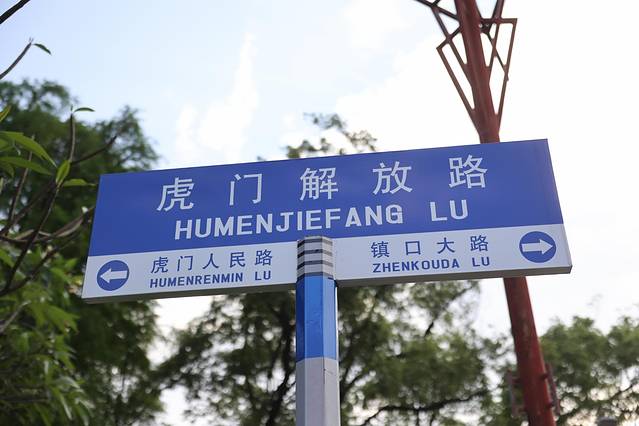 虎门解放路
HUMENJIEFANG LU
虎门人民路
HUMENRENMIN LU
镇口大路
ZHENKOUDA LU